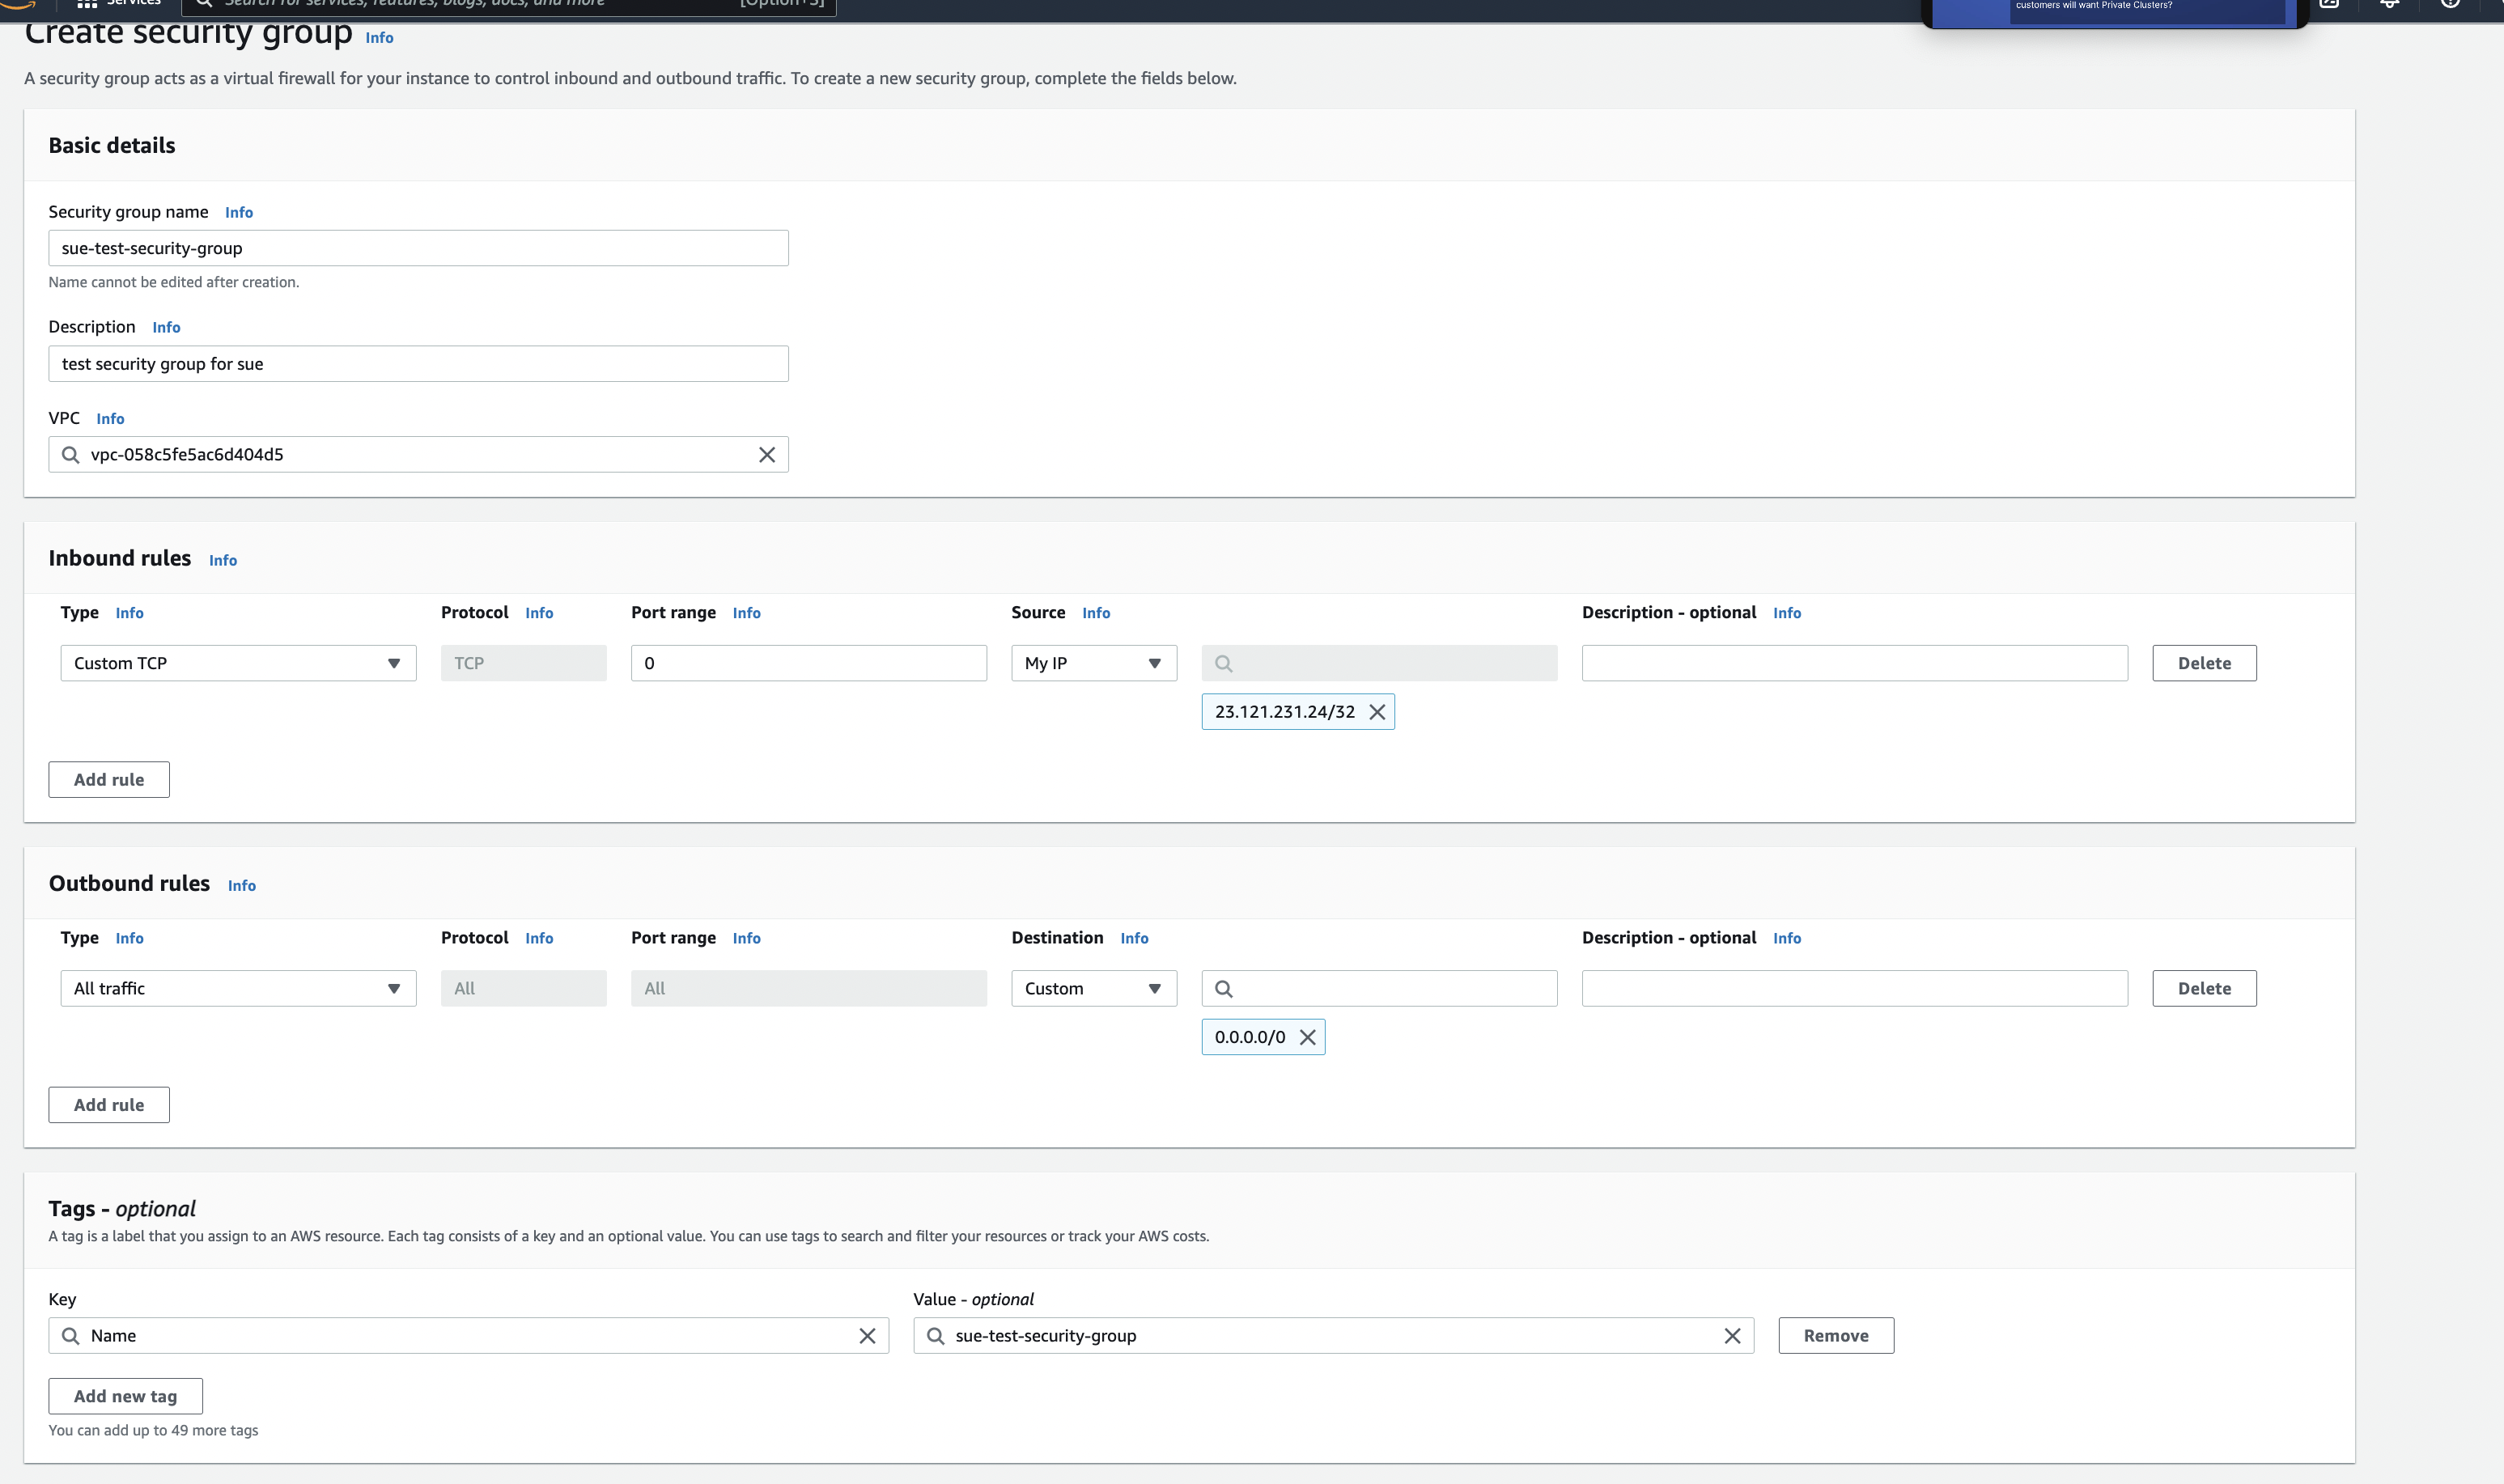 Services Search for services, features, blogs, docs, and more [Option+S]
customers will want Private Clusters?
Create security group Info
A security group acts as a virtual firewall for your instance to control inbound and outbound traffic. To create a new security group, complete the fields below.
Basic details
Security group name Info
sue-test-security-group
Name cannot be edited after creation.
Description Info
test security group for sue
VPC Info
vpc-058c5fe5ac6d404d5
Inbound rules Info
Type Info Protocol Info Port range Info Source Info Description - optional Info
Custom TCP TCP 0 My IP Delete
23.121.231.24/32
Add rule
Outbound rules Info
Type Info Protocol Info Port range Info Destination Info Description - optional Info
All traffic All All Custom Delete
0.0.0.0/0
Add rule
Tags - optional
A tag is a label that you assign to an AWS resource. Each tag consists of a key and an optional value. You can use tags to search and filter your resources or track your AWS costs.
Key Value - optional
Name sue-test-security-group Remove
Add new tag
You can add up to 49 more tags